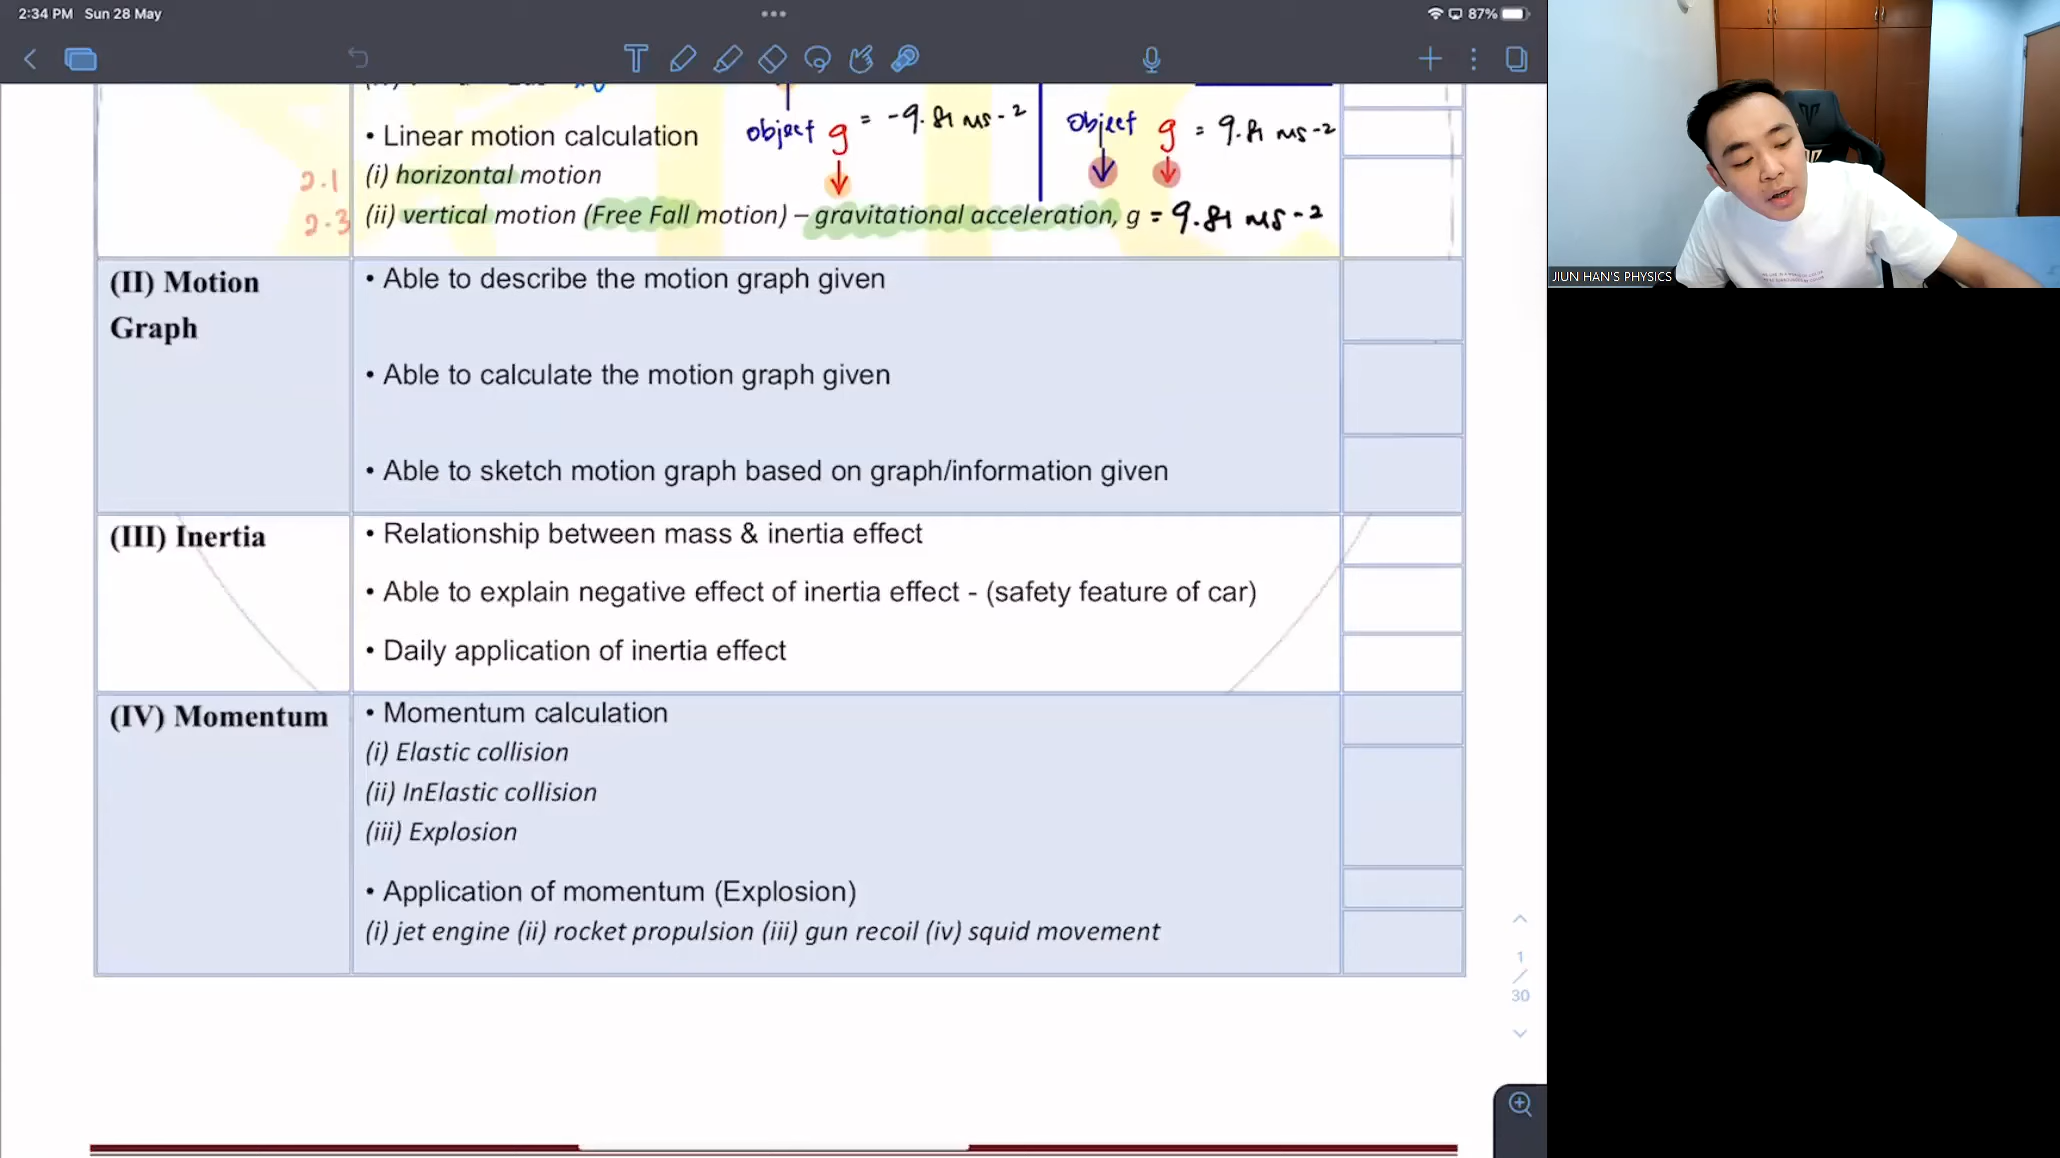 2:34 PM Sun 28 May
87%
object g = -9.81 ms-2
object g = 9.81 ms-2
• Linear motion calculation
2.1
(i) horizontal motion
2.3
(ii) vertical motion (Free Fall motion) – gravitational acceleration, g = 9.81 ms-2
(II) Motion
Graph
• Able to describe the motion graph given
• Able to calculate the motion graph given
• Able to sketch motion graph based on graph/information given
(III) Inertia
• Relationship between mass & inertia effect
• Able to explain negative effect of inertia effect - (safety feature of car)
• Daily application of inertia effect
(IV) Momentum
• Momentum calculation
(i) Elastic collision
(ii) InElastic collision
(iii) Explosion
• Application of momentum (Explosion)
(i) jet engine (ii) rocket propulsion (iii) gun recoil (iv) squid movement
1
/
30
JIUN HAN'S PHYSICS